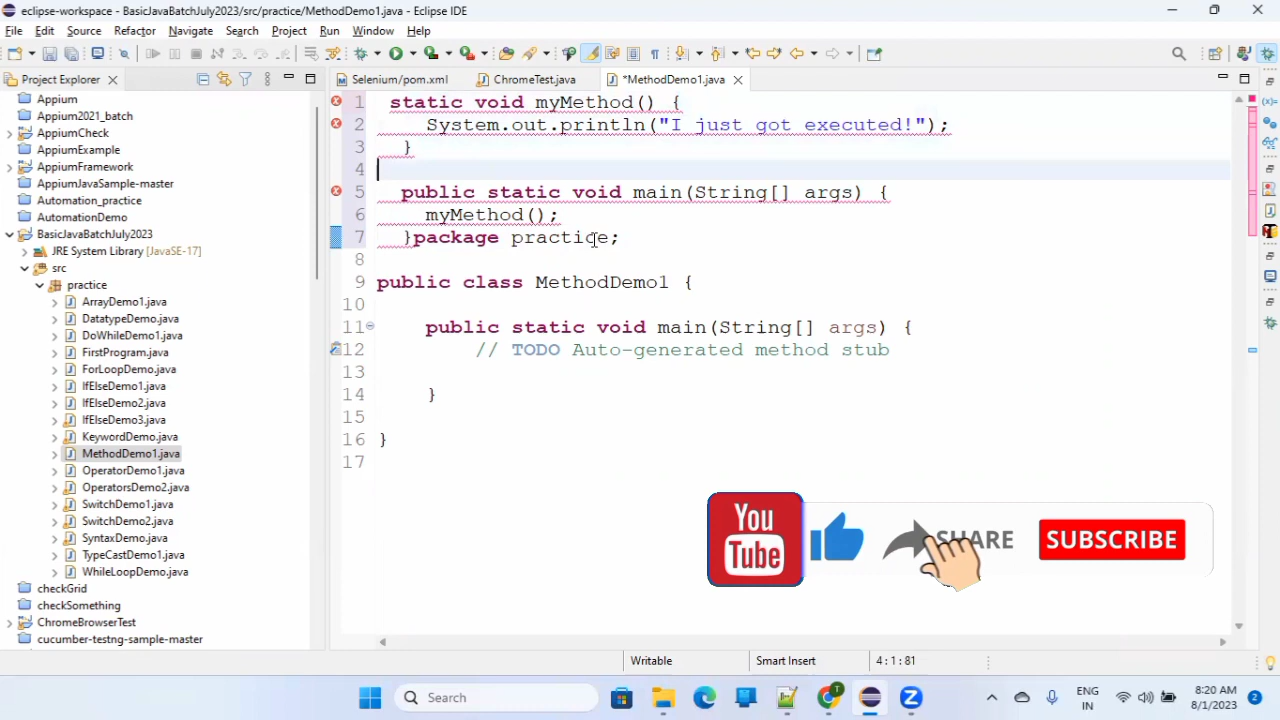 eclipse-workspace - BasicJavaBatchJuly2023/src/practice/MethodDemo1.java - Eclipse IDE
File Edit Source Refactor Navigate Search Project Run Window Help
Project Explorer
Selenium/pom.xml
ChromeTest.java
*MethodDemo1.java
Appium
Appium2021_batch
AppiumCheck
AppiumExample
AppiumFramework
AppiumJavaSample-master
Automation_practice
AutomationDemo
BasicJavaBatchJuly2023
JRE System Library [JavaSE-17]
src
practice
ArrayDemo1.java
DatatypeDemo.java
DoWhileDemo1.java
FirstProgram.java
ForLoopDemo.java
IfElseDemo1.java
IfElseDemo2.java
IfElseDemo3.java
KeywordDemo.java
MethodDemo1.java
OperatorDemo1.java
OperatorsDemo2.java
SwitchDemo1.java
SwitchDemo2.java
SyntaxDemo.java
TypeCastDemo1.java
WhileLoopDemo.java
checkGrid
checkSomething
ChromeBrowserTest
cucumber-testng-sample-master
1 static void myMethod() {
2 System.out.println("I just got executed!");
3 }
4
5 public static void main(String[] args) {
6 myMethod();
7 }package practice;
8
9 public class MethodDemo1 {
10
11 public static void main(String[] args) {
12 // TODO Auto-generated method stub
13
14 }
15
16 }
17
You
Tube
SHARE
SUBSCRIBE
Writable
Smart Insert
4 : 1 : 81
Search
ENG
IN
8:20 AM
8/1/2023
2